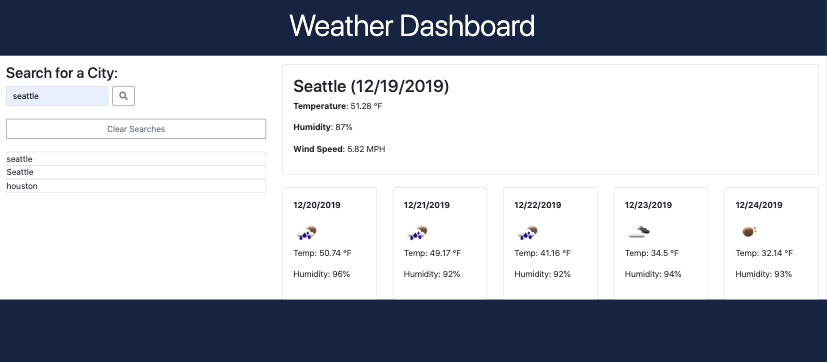 Weather Dashboard
Search for a City:
seattle
Clear Searches
seattle
Seattle
houston
Seattle (12/19/2019)
Temperature: 51.28 °F
Humidity: 87%
Wind Speed: 5.82 MPH
12/20/2019
Temp: 50.74 °F
Humidity: 96%
12/21/2019
Temp: 49.17 °F
Humidity: 92%
12/22/2019
Temp: 41.16 °F
Humidity: 92%
12/23/2019
Temp: 34.5 °F
Humidity: 94%
12/24/2019
Temp: 32.14 °F
Humidity: 93%